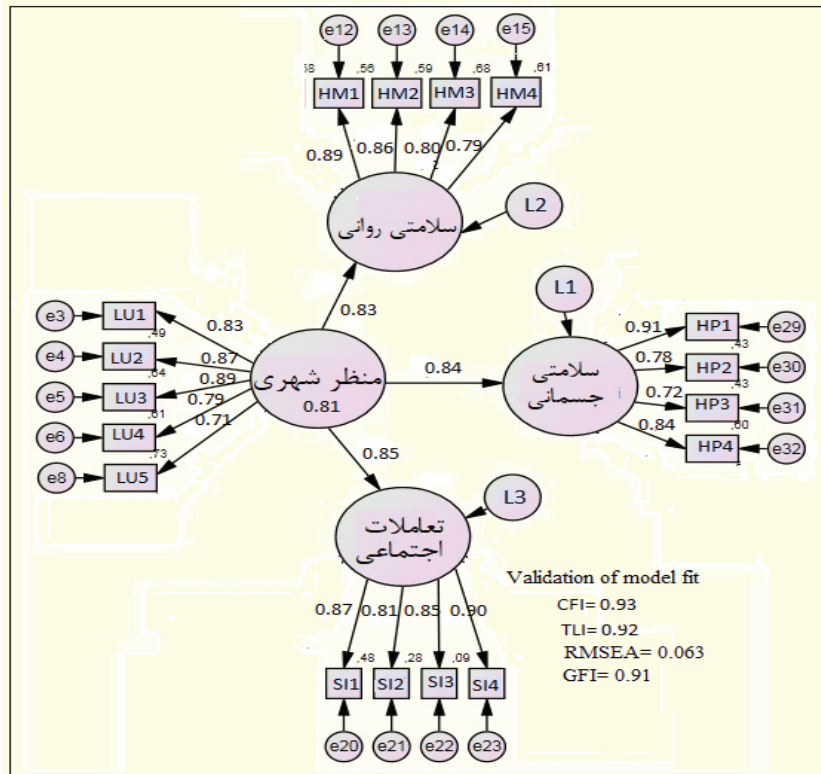 e12 e13 e14 e15
,56 ,59 ,68 ,61
HM1 HM2 HM3 HM4
0.89 0.86 0.80 0.79
سلامتی روانی
L2
0.83
L1
e3 LU1
,49
e4 LU2
,64
e5 LU3
,61
e6 LU4
,73
e8 LU5
0.83
0.87
0.89
0.79
0.71
منظر شهری
0.81
0.84
سلامتی
جسمانی
0.91
0.78
0.72
0.84
HP1 e29
,43
HP2 e30
,43
HP3 e31
,60
HP4 e32
0.85
L3
تعاملات
اجتماعی
0.87 0.81 0.85 0.90
,48 ,28 ,09
SI1 SI2 SI3 SI4
e20 e21 e22 e23
Validation of model fit
CFI= 0.93
TLI= 0.92
RMSEA= 0.063
GFI= 0.91